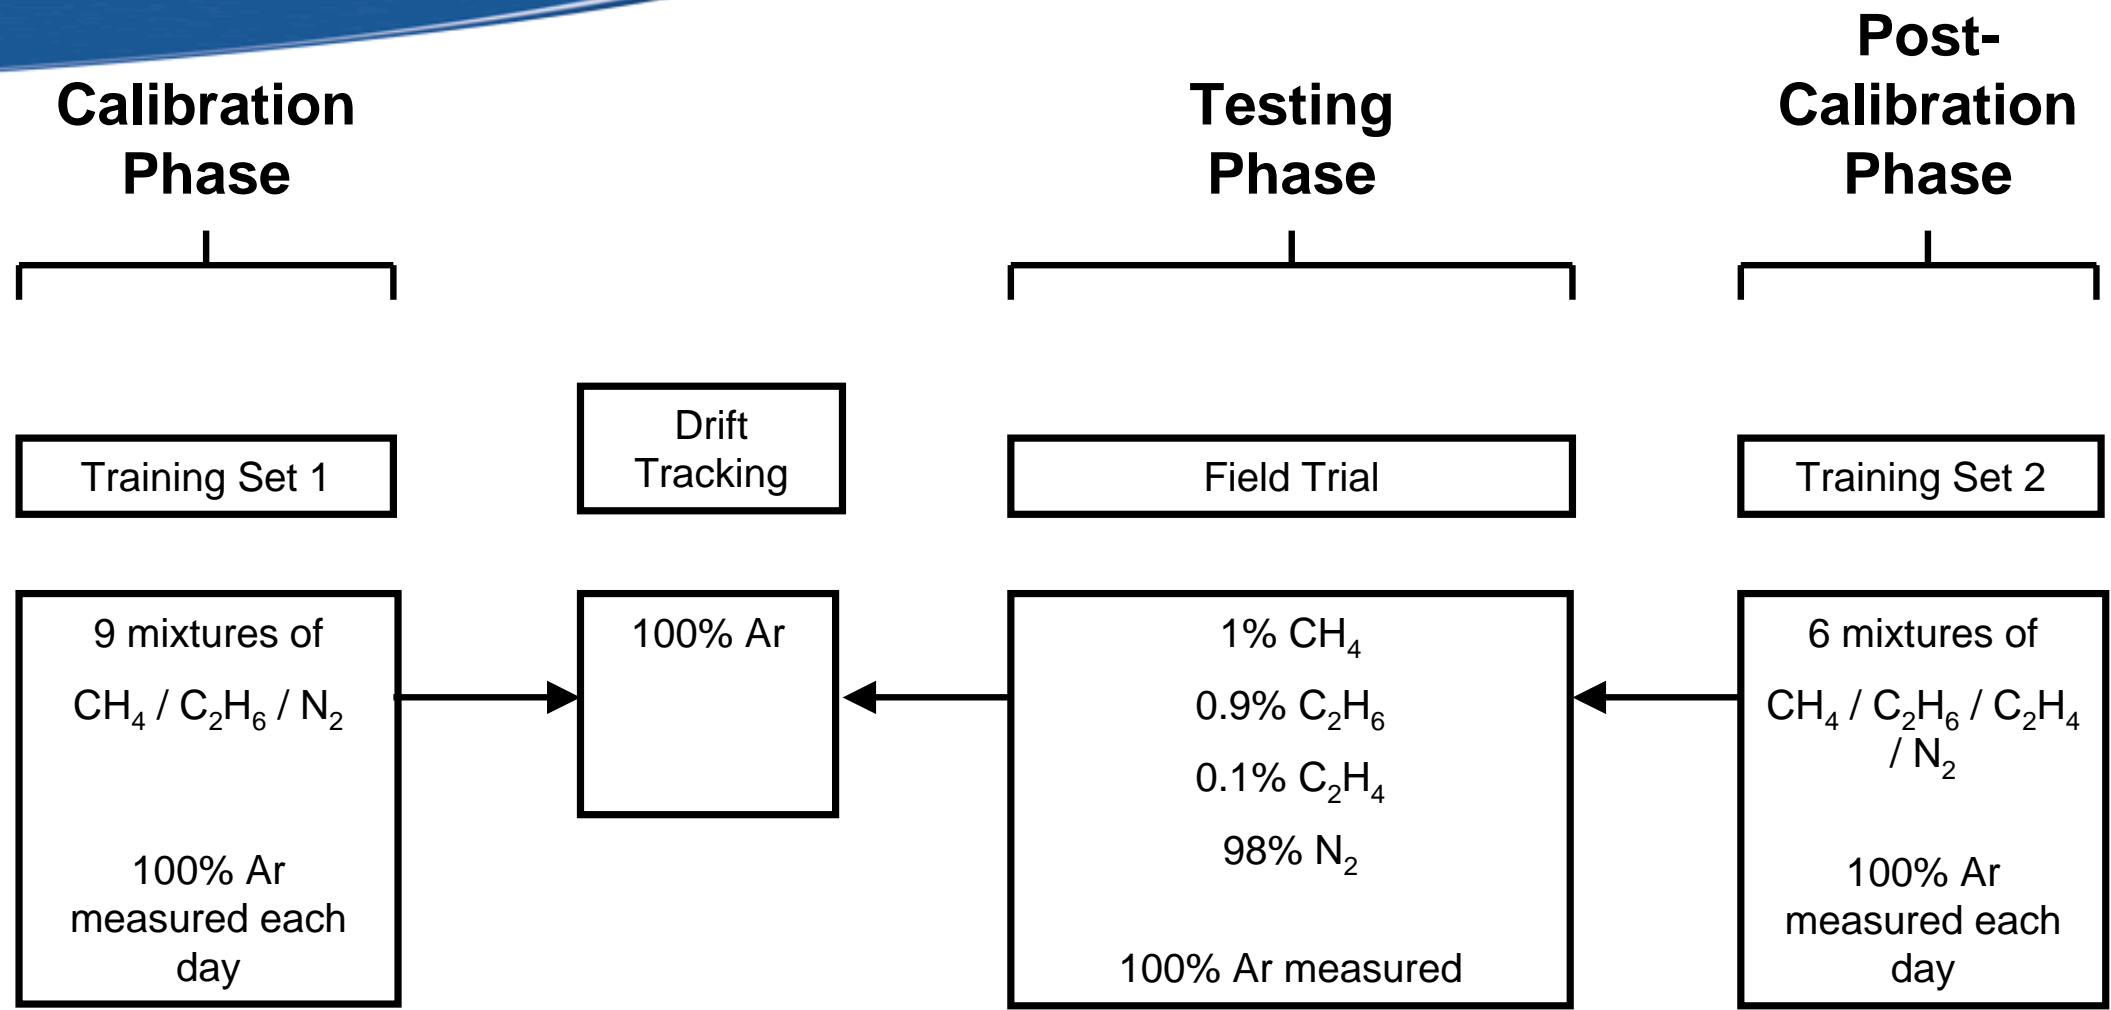 Calibration
Phase
Testing
Phase
Post-
Calibration
Phase
Training Set 1
Drift
Tracking
Field Trial
Training Set 2
9 mixtures of
CH₄ / C₂H₆ / N₂
100% Ar
measured each
day
100% Ar
1% CH₄
0.9% C₂H₆
0.1% C₂H₄
98% N₂
100% Ar measured
6 mixtures of
CH₄ / C₂H₆ / C₂H₄
/ N₂
100% Ar
measured each
day